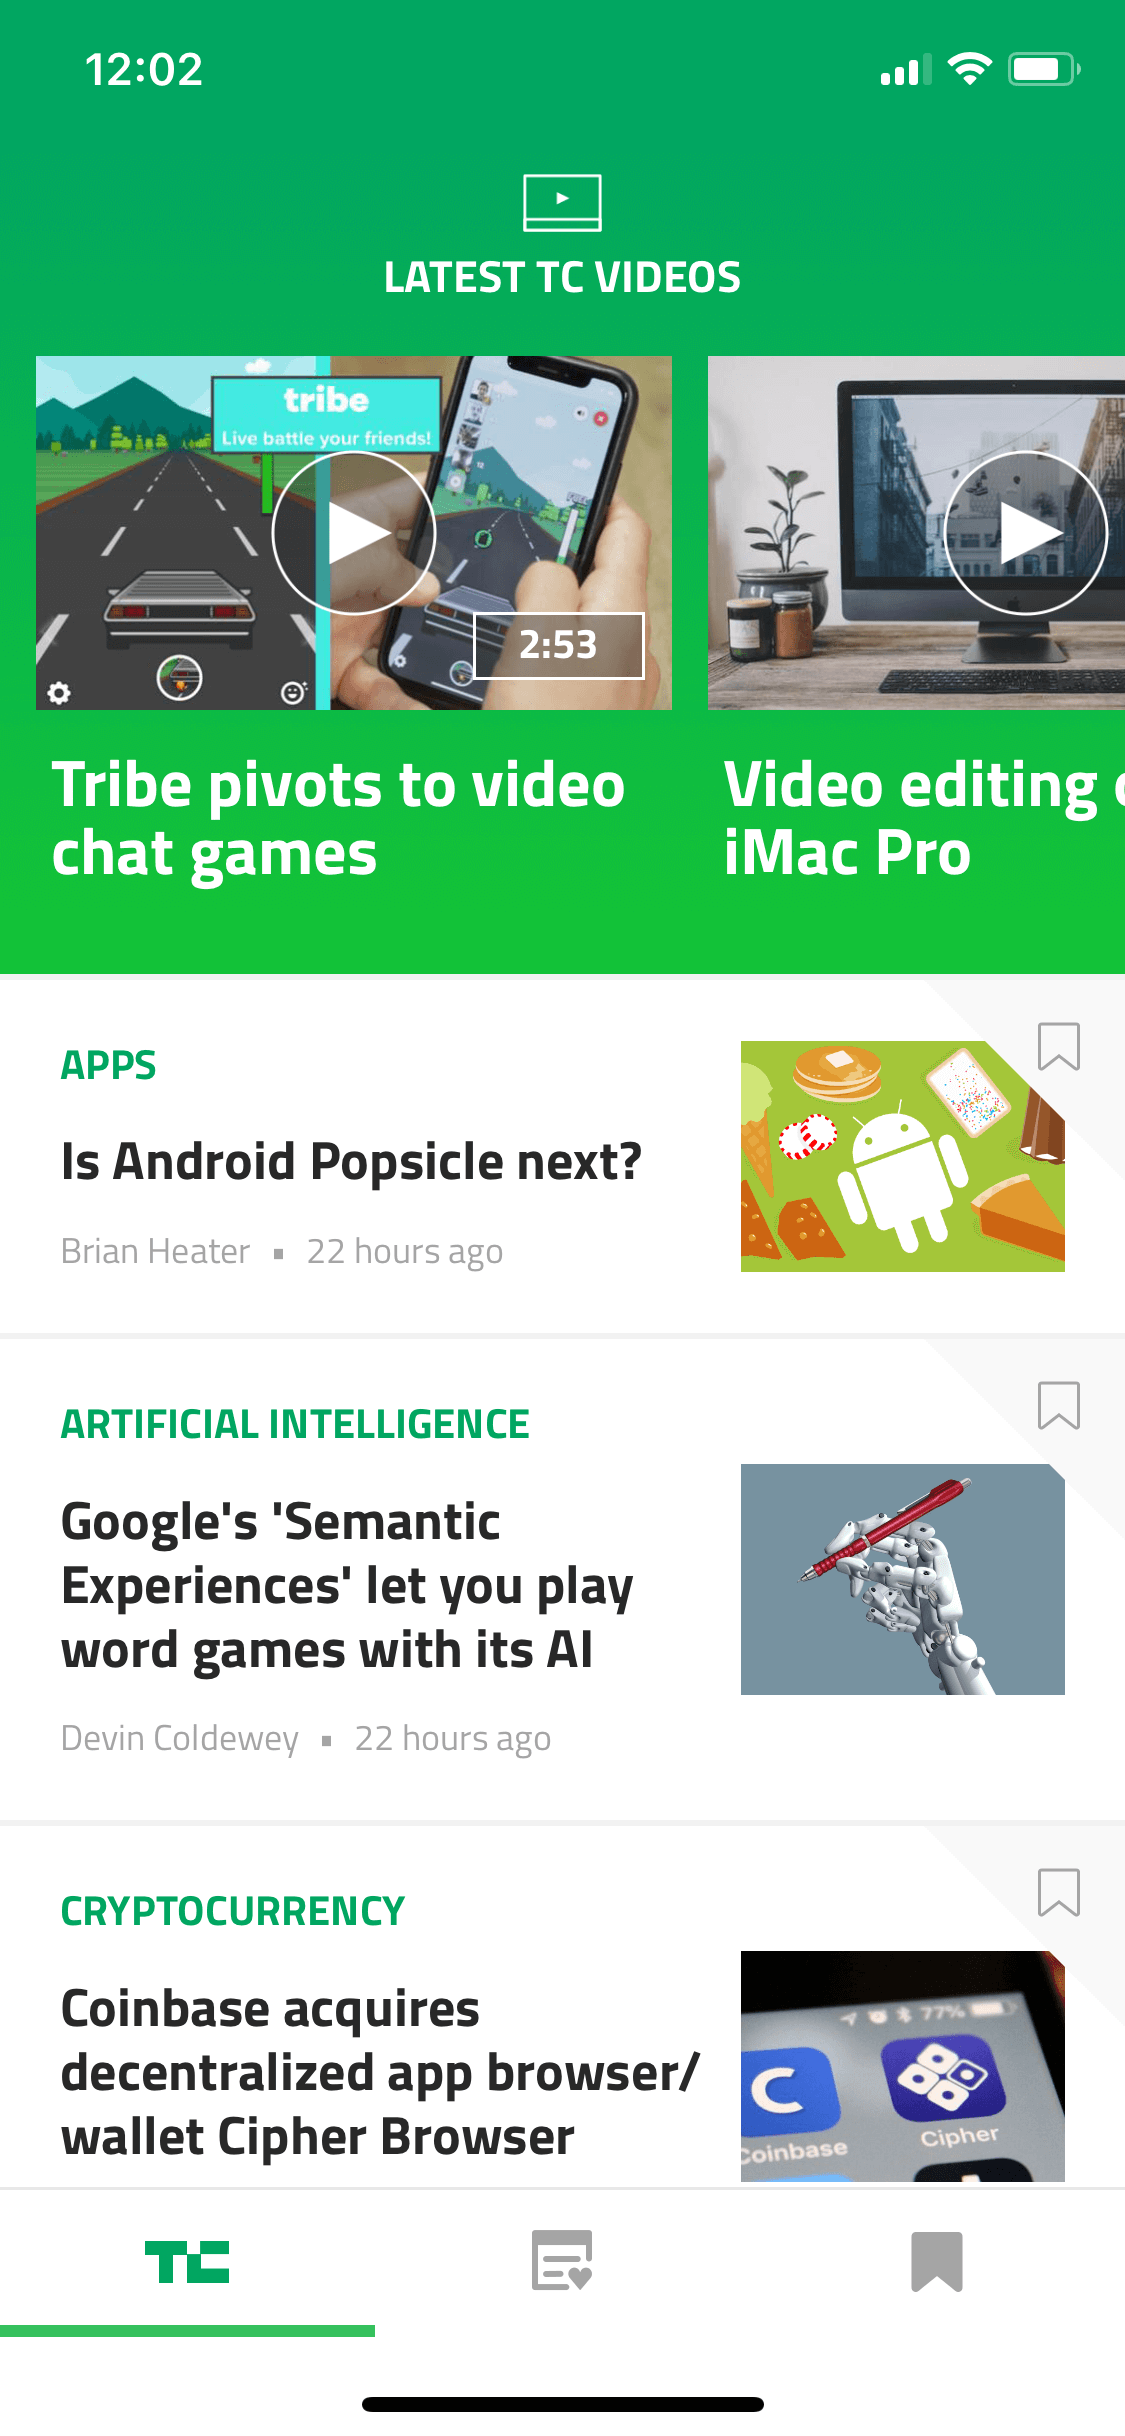 12:02
LATEST TC VIDEOS
tribe
Live battle your friends!
2:53
Tribe pivots to video
chat games
Video editing
iMac Pro
APPS
Is Android Popsicle next?
Brian Heater ▪ 22 hours ago
ARTIFICIAL INTELLIGENCE
Google's 'Semantic
Experiences' let you play
word games with its AI
Devin Coldewey ▪ 22 hours ago
CRYPTOCURRENCY
Coinbase acquires
decentralized app browser/
wallet Cipher Browser
77%
Coinbase
Cipher
TC